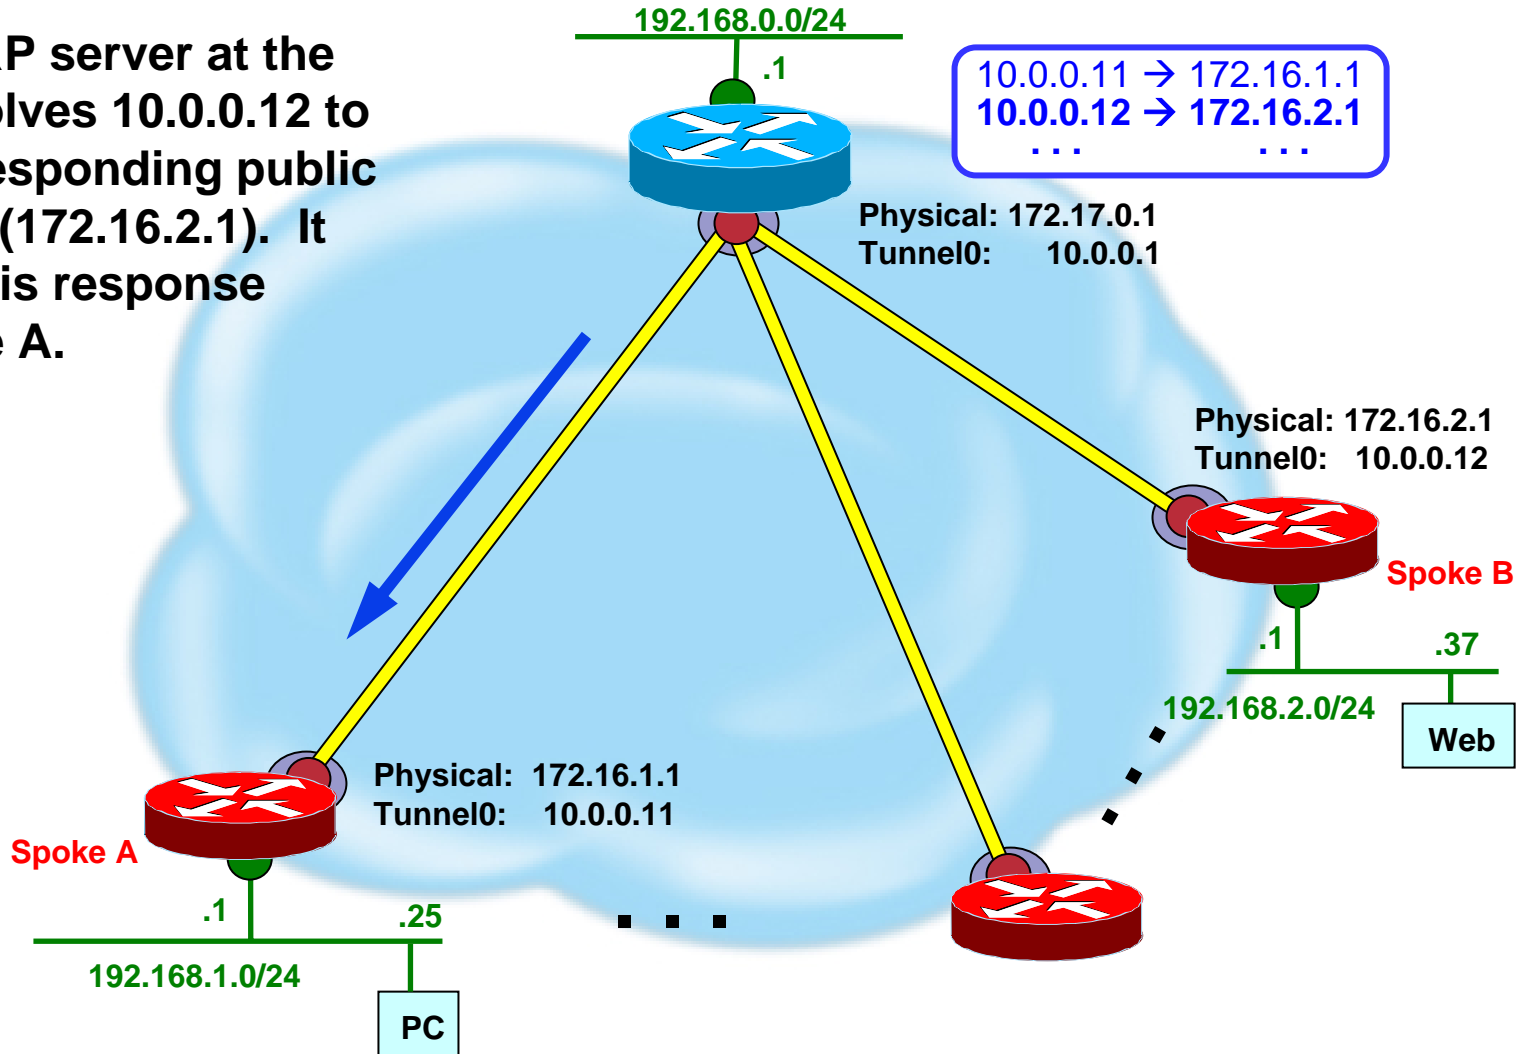 192.168.0.0/24
.1
P server at the
olves 10.0.0.12 to
esponding public
(172.16.2.1).  It
is response
A.
10.0.0.11 → 172.16.1.1
10.0.0.12 → 172.16.2.1
. . . . . .
Physical: 172.17.0.1
Tunnel0: 10.0.0.1
Physical: 172.16.2.1
Tunnel0: 10.0.0.12
Spoke B
.1
.37
192.168.2.0/24
Web
Physical: 172.16.1.1
Tunnel0: 10.0.0.11
Spoke A
.1
.25
. . .
192.168.1.0/24
PC